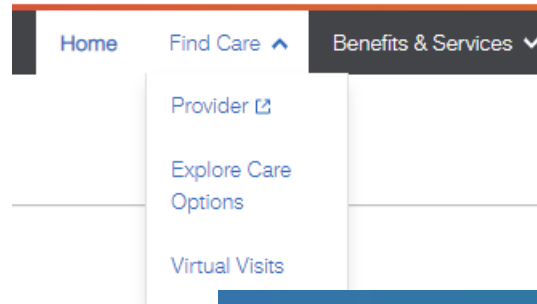 Home Find Care Benefits & Services
Provider
Explore Care
Options
Virtual Visits